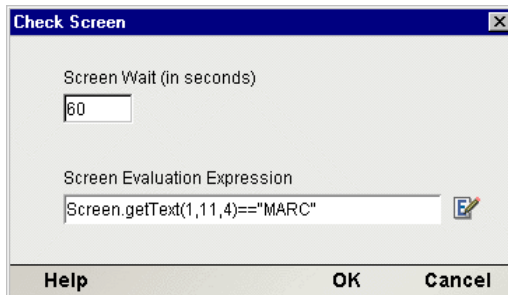 Check Screen
Screen Wait (in seconds)
60
Screen Evaluation Expression
Screen.getText(1,11,4)=="MARC"
Help OK Cancel